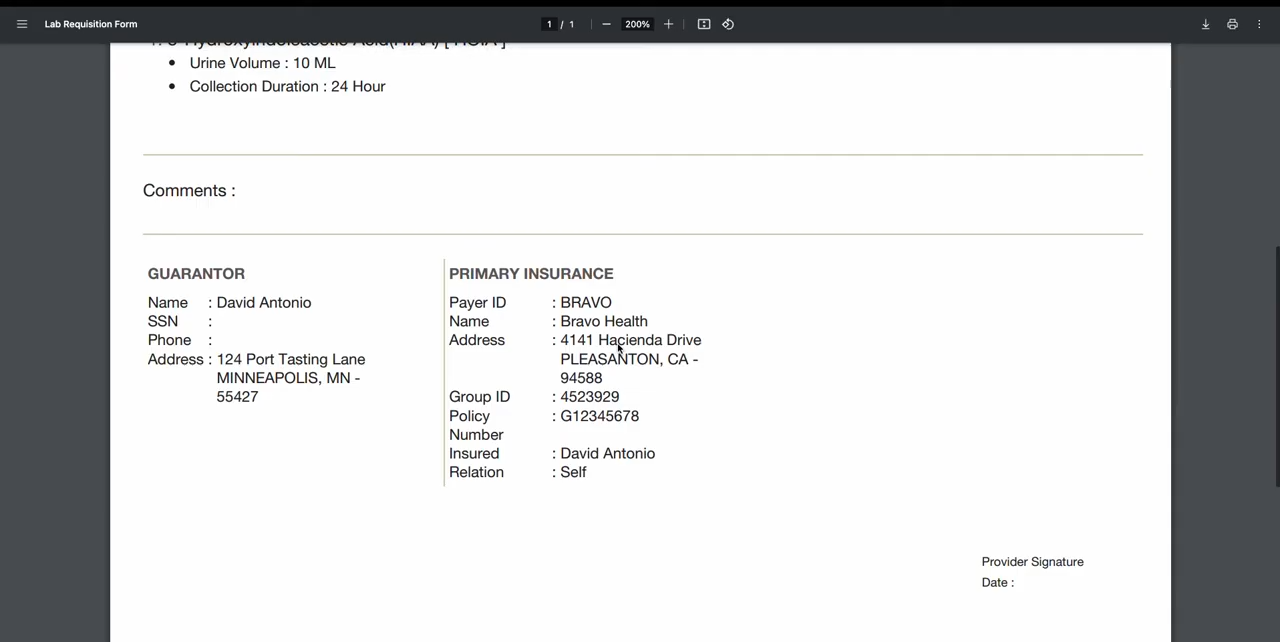 Lab Requisition Form
1 / 1
200%
Urine Volume : 10 ML
Collection Duration : 24 Hour
Comments :
GUARANTOR
Name : David Antonio
SSN :
Phone :
Address : 124 Port Tasting Lane
MINNEAPOLIS, MN -
55427
PRIMARY INSURANCE
Payer ID : BRAVO
Name : Bravo Health
Address : 4141 Hacienda Drive
PLEASANTON, CA -
94588
Group ID : 4523929
Policy : G12345678
Number
Insured : David Antonio
Relation : Self
Provider Signature
Date :